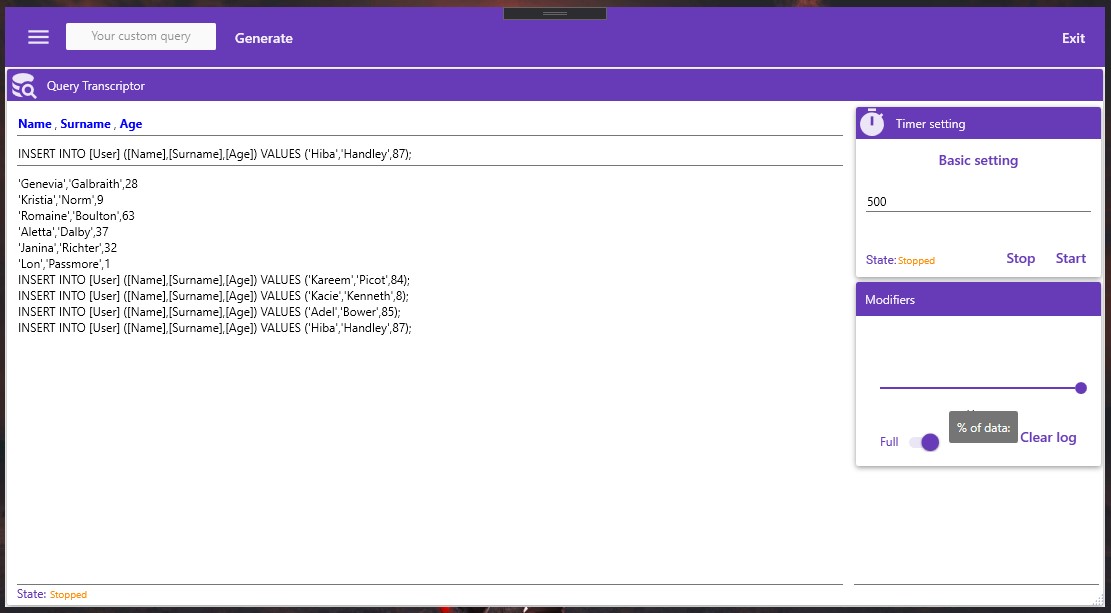 Your custom query Generate Exit
Query Transcriptor
Name , Surname , Age
INSERT INTO [User] ([Name],[Surname],[Age]) VALUES ('Hiba','Handley',87);
'Genevia','Galbraith',28
'Kristia','Norm',9
'Romaine','Boulton',63
'Aletta','Dalby',37
'Janina','Richter',32
'Lon','Passmore',1
INSERT INTO [User] ([Name],[Surname],[Age]) VALUES ('Kareem','Picot',84);
INSERT INTO [User] ([Name],[Surname],[Age]) VALUES ('Kacie','Kenneth',8);
INSERT INTO [User] ([Name],[Surname],[Age]) VALUES ('Adel','Bower',85);
INSERT INTO [User] ([Name],[Surname],[Age]) VALUES ('Hiba','Handley',87);
State: Stopped
Timer setting
Basic setting
500
State: Stopped Stop Start
Modifiers
% of data:
Full Clear log